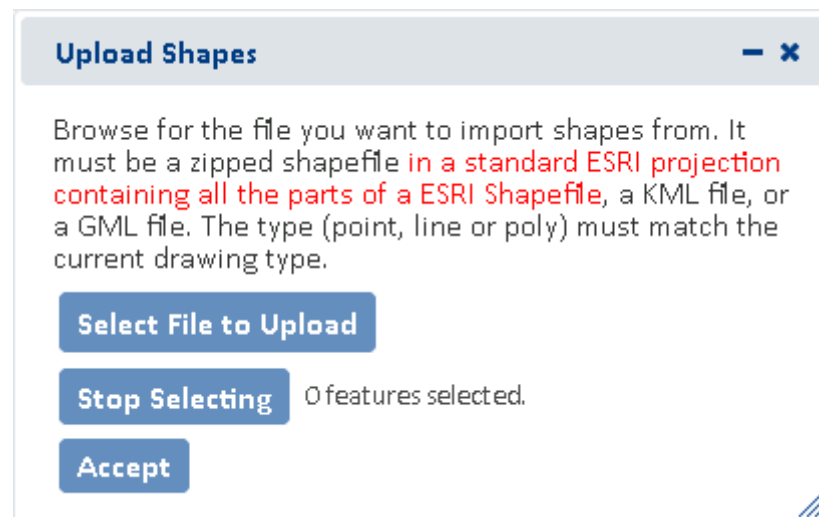 Upload Shapes
Browse for the file you want to import shapes from. It
must be a zipped shapefile in a standard ESRI projection
containing all the parts of a ESRI Shapefile, a KML file, or
a GML file. The type (point, line or poly) must match the
current drawing type.
Select File to Upload
Stop Selecting 0 features selected.
Accept